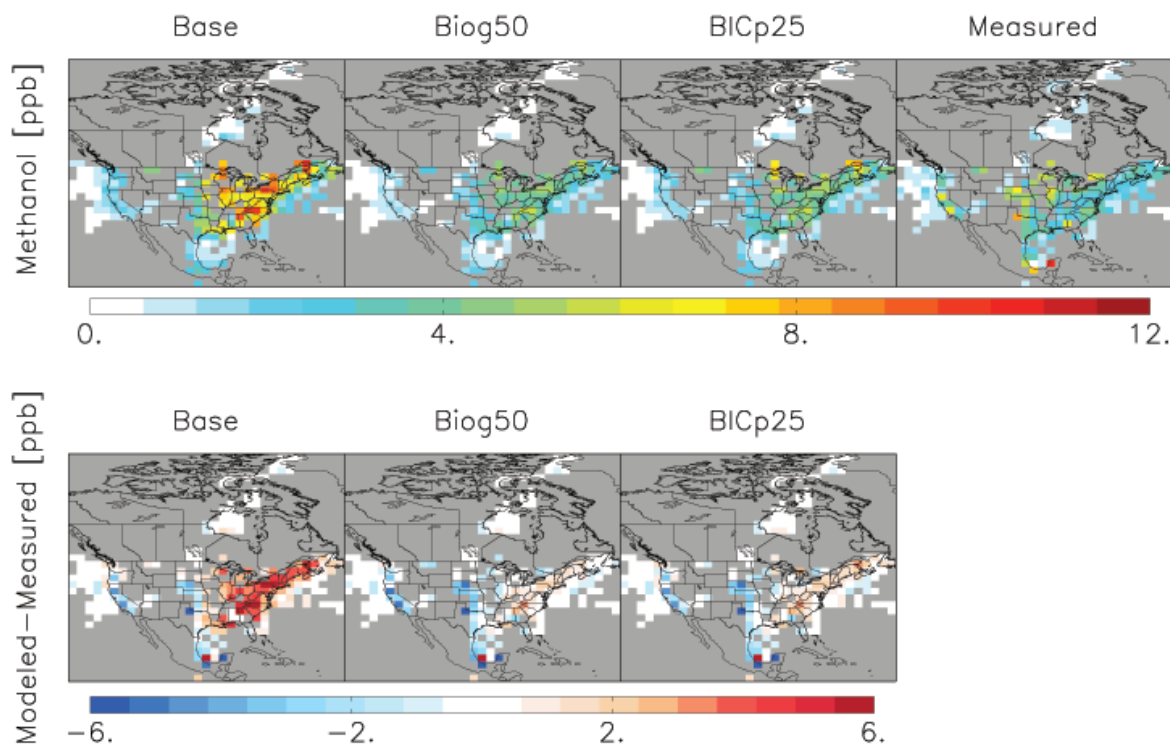 Base Biog50 BICp25 Measured
Methanol [ppb]
0. 4. 8. 12.
Base Biog50 BICp25
Modeled-Measured [ppb]
-6. -2. 2. 6.